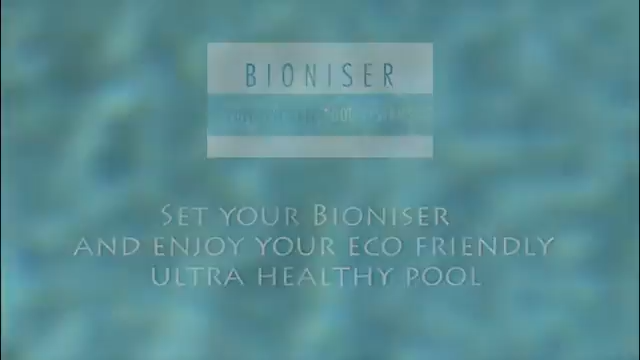 BIONISER
SET YOUR BIONISER
AND ENJOY YOUR ECO FRIENDLY
ULTRA HEALTHY POOL